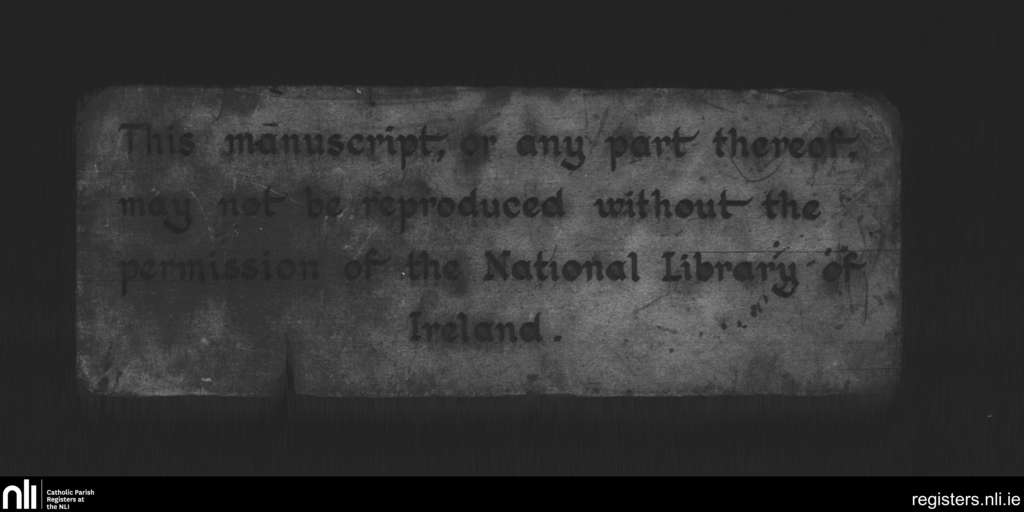 This manuscript, or any part thereof,
may not be reproduced without the
permission of the National Library of
Ireland.
nli
Catholic Parish
Registers at
the NLI
registers.nli.ie